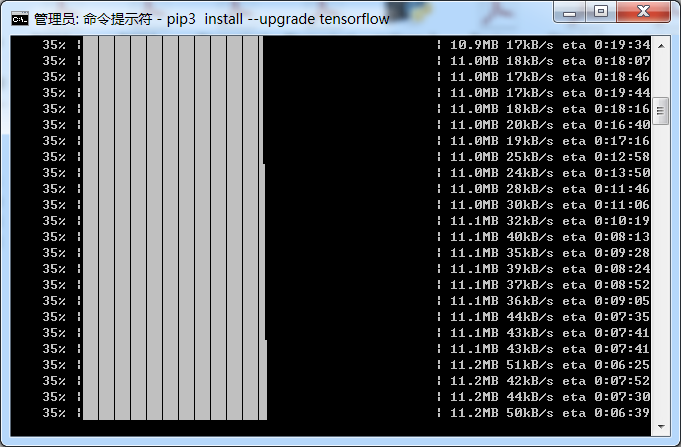 管理员: 命令提示符 - pip3  install --upgrade tensorflow
35% | | 10.9MB 17kB/s eta 0:19:34
35% | | 11.0MB 18kB/s eta 0:18:07
35% | | 11.0MB 17kB/s eta 0:18:46
35% | | 11.0MB 17kB/s eta 0:19:44
35% | | 11.0MB 18kB/s eta 0:18:16
35% | | 11.0MB 20kB/s eta 0:16:40
35% | | 11.0MB 19kB/s eta 0:17:16
35% | | 11.0MB 25kB/s eta 0:12:58
35% | | 11.0MB 24kB/s eta 0:13:50
35% | | 11.0MB 28kB/s eta 0:11:46
35% | | 11.0MB 30kB/s eta 0:11:06
35% | | 11.1MB 32kB/s eta 0:10:19
35% | | 11.1MB 40kB/s eta 0:08:13
35% | | 11.1MB 35kB/s eta 0:09:28
35% | | 11.1MB 39kB/s eta 0:08:24
35% | | 11.1MB 37kB/s eta 0:08:52
35% | | 11.1MB 36kB/s eta 0:09:05
35% | | 11.1MB 44kB/s eta 0:07:35
35% | | 11.1MB 43kB/s eta 0:07:41
35% | | 11.1MB 43kB/s eta 0:07:41
35% | | 11.2MB 51kB/s eta 0:06:25
35% | | 11.2MB 42kB/s eta 0:07:52
35% | | 11.2MB 44kB/s eta 0:07:30
35% | | 11.2MB 50kB/s eta 0:06:39